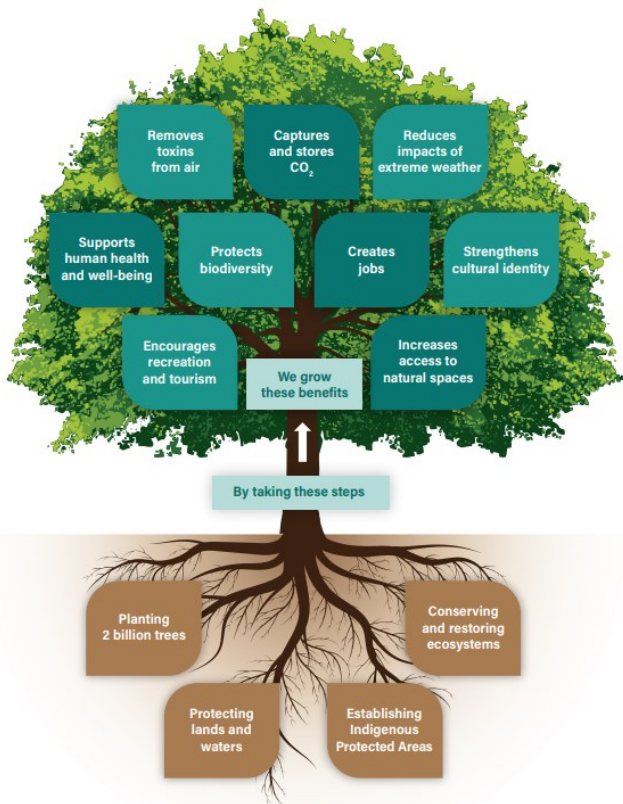 Removes
toxins
from air
Captures
and stores
CO₂
Reduces
impacts of
extreme weather
Supports
human health
and well-being
Protects
biodiversity
Creates
jobs
Strengthens
cultural identity
Encourages
recreation
and tourism
We grow
these benefits
Increases
access to
natural spaces
By taking these steps
Planting
2 billion trees
Conserving
and restoring
ecosystems
Protecting
lands and
waters
Establishing
Indigenous
Protected Areas